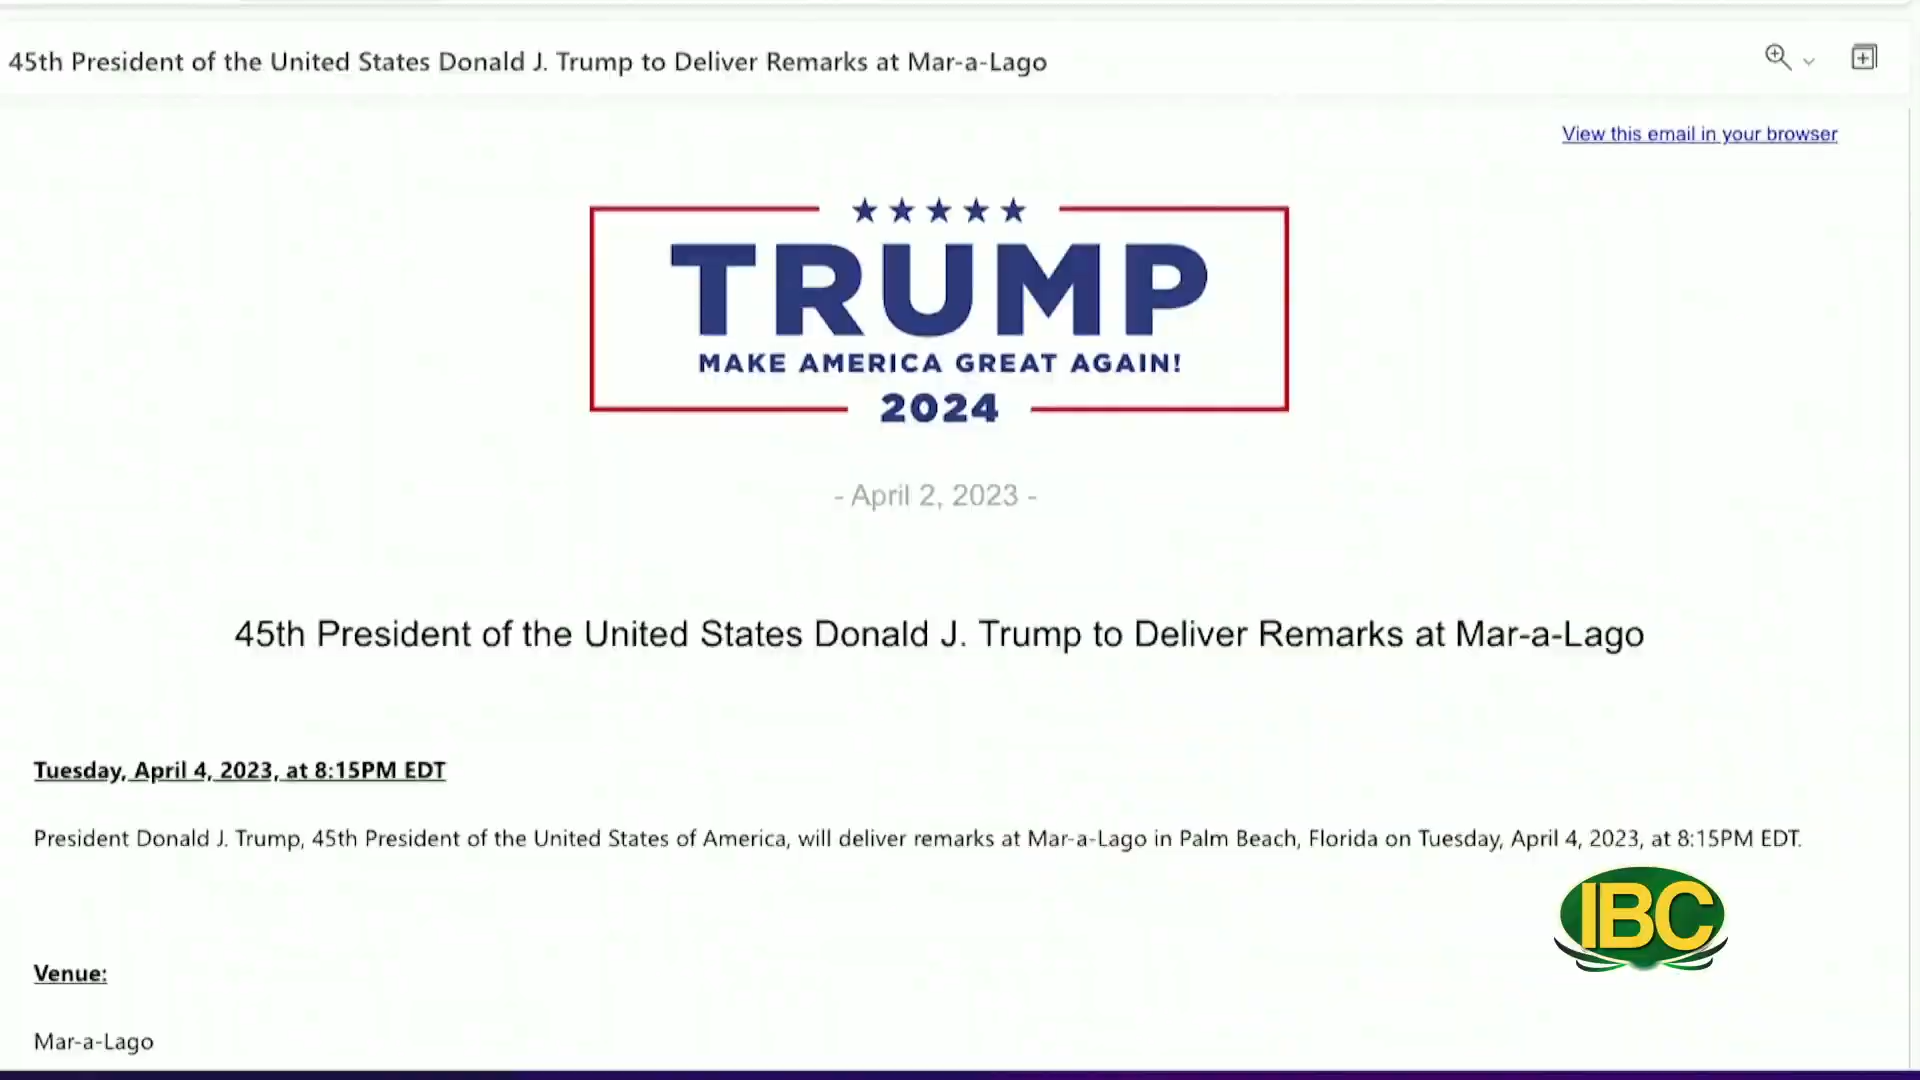 45th President of the United States Donald J. Trump to Deliver Remarks at Mar-a-Lago
View this email in your browser
TRUMP
MAKE AMERICA GREAT AGAIN!
2024
- April 2, 2023 -
45th President of the United States Donald J. Trump to Deliver Remarks at Mar-a-Lago
Tuesday, April 4, 2023, at 8:15PM EDT
President Donald J. Trump, 45th President of the United States of America, will deliver remarks at Mar-a-Lago in Palm Beach, Florida on Tuesday, April 4, 2023, at 8:15PM EDT.
IBC
Venue:
Mar-a-Lago